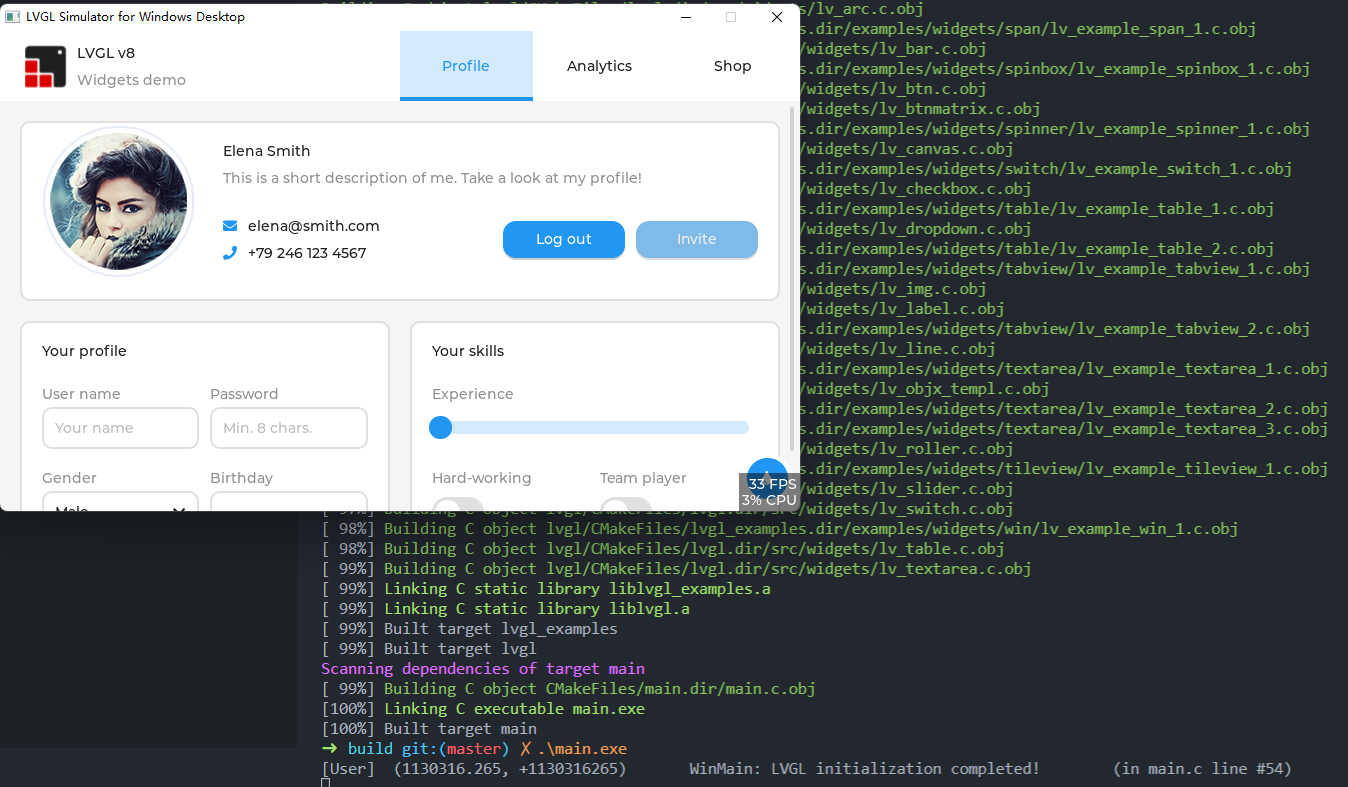 LVGL Simulator for Windows Desktop
LVGL v8
Widgets demo
Profile
Analytics
Shop
Elena Smith
This is a short description of me. Take a look at my profile!
elena@smith.com
+79 246 123 4567
Log out
Invite
Your profile
User name
Password
Your name
Min. 8 chars.
Gender
Birthday
Male
Your skills
Experience
Hard-working
Team player
33 FPS
3% CPU
s/lv_arc.c.obj
s.dir/examples/widgets/span/lv_example_span_1.c.obj
/widgets/lv_bar.c.obj
s.dir/examples/widgets/spinbox/lv_example_spinbox_1.c.obj
/widgets/lv_btn.c.obj
/widgets/lv_btnmatrix.c.obj
s.dir/examples/widgets/spinner/lv_example_spinner_1.c.obj
/widgets/lv_canvas.c.obj
s.dir/examples/widgets/switch/lv_example_switch_1.c.obj
/widgets/lv_checkbox.c.obj
s.dir/examples/widgets/table/lv_example_table_1.c.obj
/widgets/lv_dropdown.c.obj
s.dir/examples/widgets/table/lv_example_table_2.c.obj
s.dir/examples/widgets/tabview/lv_example_tabview_1.c.obj
/widgets/lv_img.c.obj
/widgets/lv_label.c.obj
s.dir/examples/widgets/tabview/lv_example_tabview_2.c.obj
/widgets/lv_line.c.obj
s.dir/examples/widgets/textarea/lv_example_textarea_1.c.obj
/widgets/lv_objx_templ.c.obj
s.dir/examples/widgets/textarea/lv_example_textarea_2.c.obj
s.dir/examples/widgets/textarea/lv_example_textarea_3.c.obj
/widgets/lv_roller.c.obj
s.dir/examples/widgets/tileview/lv_example_tileview_1.c.obj
/widgets/lv_slider.c.obj
[ 97%] Building C object lvgl/CMakeFiles/lvgl.dir/src/widgets/lv_switch.c.obj
[ 98%] Building C object lvgl/CMakeFiles/lvgl_examples.dir/examples/widgets/win/lv_example_win_1.c.obj
[ 98%] Building C object lvgl/CMakeFiles/lvgl.dir/src/widgets/lv_table.c.obj
[ 99%] Building C object lvgl/CMakeFiles/lvgl.dir/src/widgets/lv_textarea.c.obj
[ 99%] Linking C static library liblvgl_examples.a
[ 99%] Linking C static library liblvgl.a
[ 99%] Built target lvgl_examples
[ 99%] Built target lvgl
Scanning dependencies of target main
[ 99%] Building C object CMakeFiles/main.dir/main.c.obj
[100%] Linking C executable main.exe
[100%] Built target main
➜ build git:(master) ✗ .\main.exe
[User] (1130316.265, +1130316265) WinMain: LVGL initialization completed! (in main.c line #54)